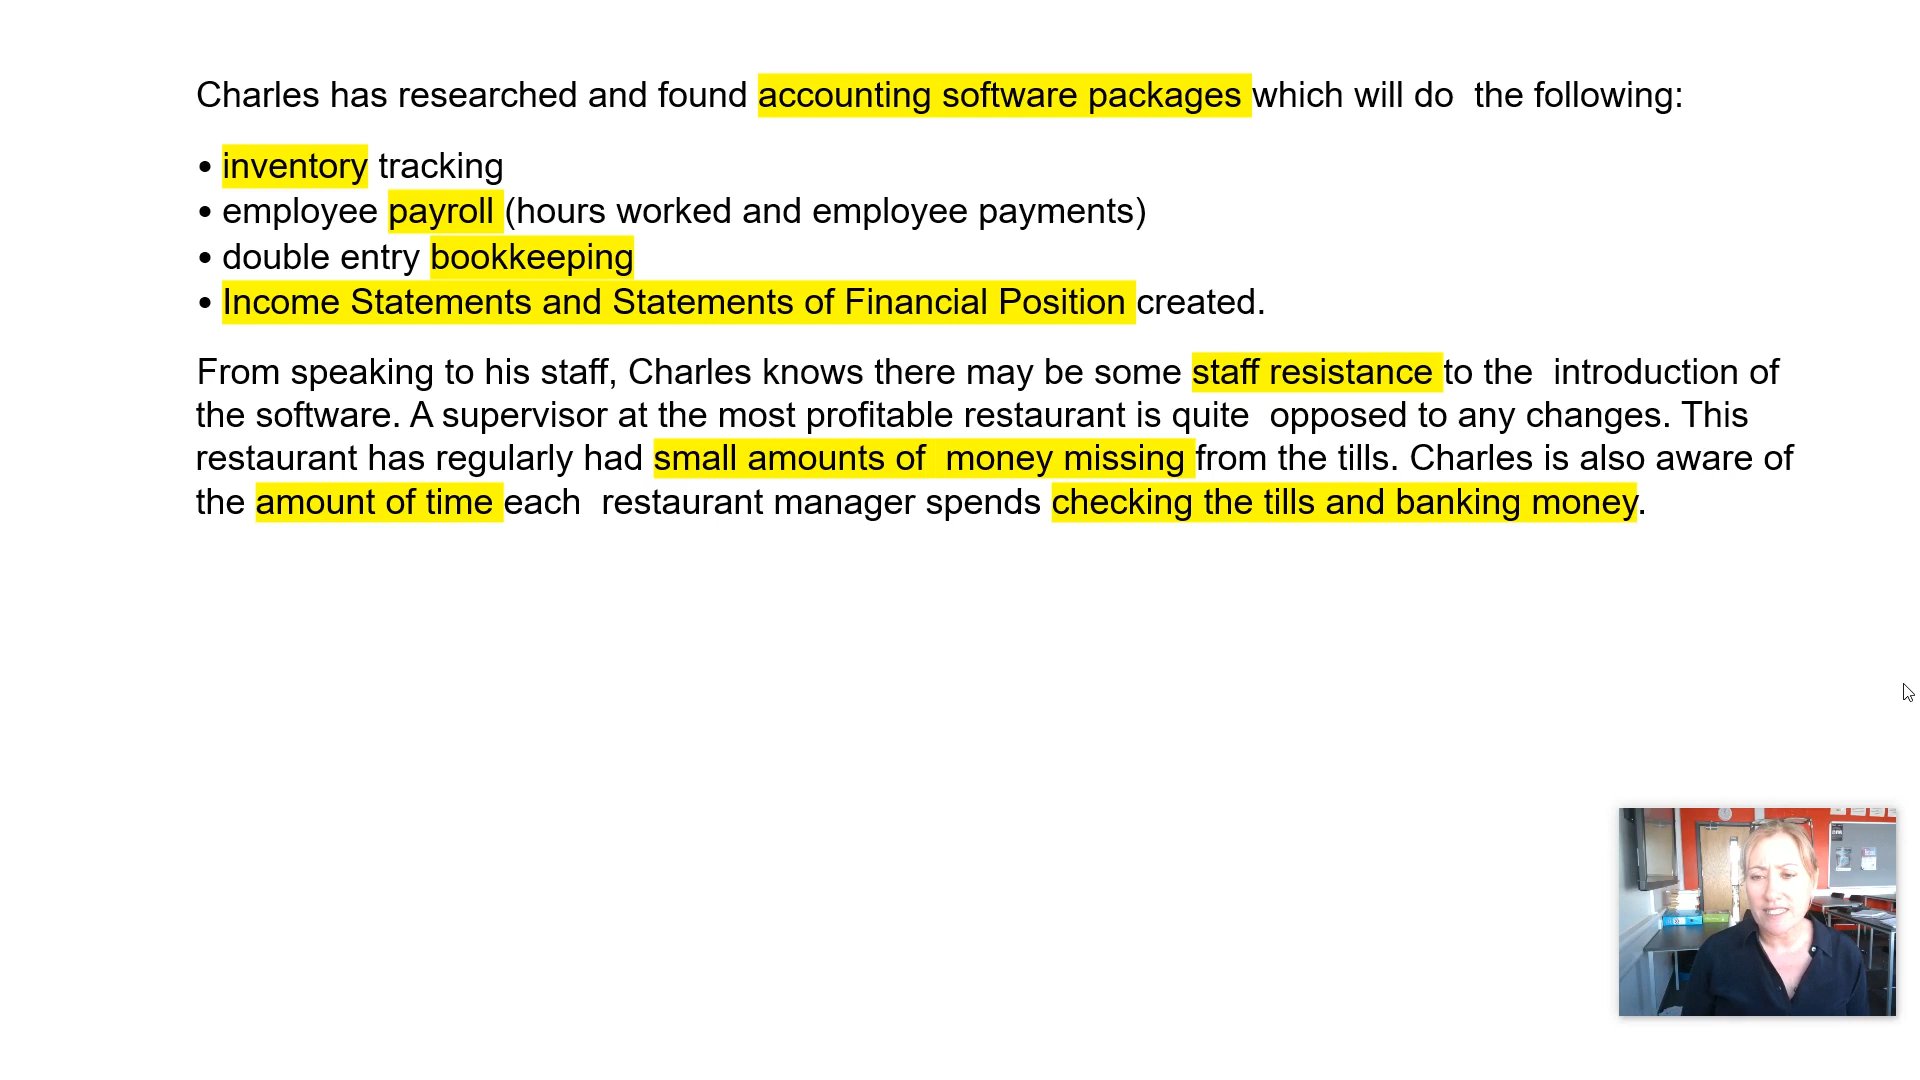 Charles has researched and found accounting software packages which will do  the following:
• inventory tracking
• employee payroll (hours worked and employee payments)
• double entry bookkeeping
• Income Statements and Statements of Financial Position created.
From speaking to his staff, Charles knows there may be some staff resistance to the  introduction of
the software. A supervisor at the most profitable restaurant is quite  opposed to any changes. This
restaurant has regularly had small amounts of  money missing from the tills. Charles is also aware of
the amount of time each  restaurant manager spends checking the tills and banking money.